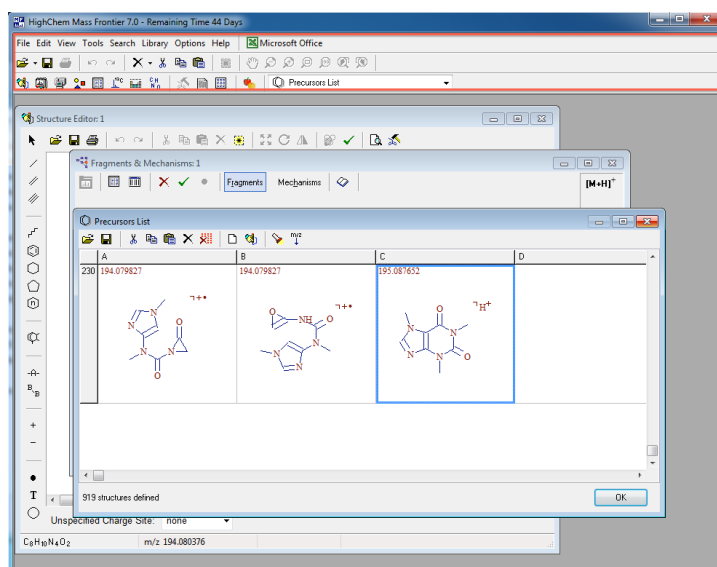 HighChem Mass Frontier 7.0 - Remaining Time 44 Days
File Edit View Tools Search Library Options Help Microsoft Office
Precursors List
Structure Editor: 1
Fragments & Mechanisms: 1
Fragments Mechanisms
[M+H]+
Precursors List
m/z
A B C D
230 194.079827 194.079827 195.087652
N
N
O
N
N
O
O
NH
O
N
N
N
H+
O
N
N
N
N
O
919 structures defined
OK
T
Unspecified Charge Site: none
C8H10N4O2 m/z 194.080376